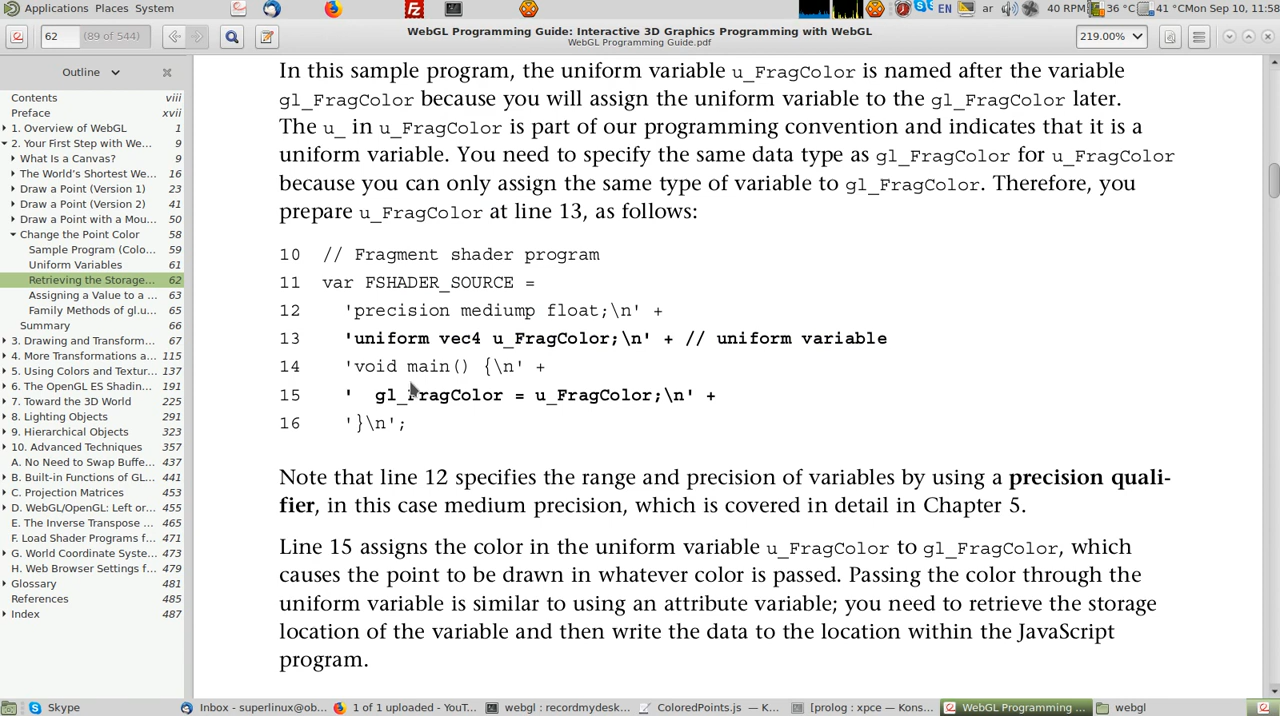 Applications Places System
EN
ar
40 RPM
36 °C
41 °C
Mon Sep 10, 11:58
62
(89 of 544)
WebGL Programming Guide: Interactive 3D Graphics Programming with WebGL
WebGL Programming Guide.pdf
219.00%
Outline
Contents viii
Preface xvii
1. Overview of WebGL 1
2. Your First Step with We... 9
What Is a Canvas? 9
The World's Shortest We... 16
Draw a Point (Version 1) 23
Draw a Point (Version 2) 41
Draw a Point with a Mou... 50
Change the Point Color 58
Sample Program (Colo... 59
Uniform Variables 61
Retrieving the Storage... 62
Assigning a Value to a ... 63
Family Methods of gl.u... 65
Summary 66
3. Drawing and Transform... 67
4. More Transformations a... 115
5. Using Colors and Textur... 137
6. The OpenGL ES Shadin... 191
7. Toward the 3D World 225
8. Lighting Objects 291
9. Hierarchical Objects 323
10. Advanced Techniques 357
A. No Need to Swap Buffe... 437
B. Built-in Functions of GL... 441
C. Projection Matrices 453
D. WebGL/OpenGL: Left or... 455
E. The Inverse Transpose ... 465
F. Load Shader Programs f... 471
G. World Coordinate Syste... 473
H. Web Browser Settings f... 479
Glossary 481
References 485
Index 487
In this sample program, the uniform variable u_FragColor is named after the variable
gl_FragColor because you will assign the uniform variable to the gl_FragColor later.
The u_ in u_FragColor is part of our programming convention and indicates that it is a
uniform variable. You need to specify the same data type as gl_FragColor for u_FragColor
because you can only assign the same type of variable to gl_FragColor. Therefore, you
prepare u_FragColor at line 13, as follows:
10 // Fragment shader program
11 var FSHADER_SOURCE =
12 'precision mediump float;\n' +
13 'uniform vec4 u_FragColor;\n' + // uniform variable
14 'void main() {\n' +
15 ' gl_FragColor = u_FragColor;\n' +
16 '}\n';
Note that line 12 specifies the range and precision of variables by using a precision quali-
fier, in this case medium precision, which is covered in detail in Chapter 5.
Line 15 assigns the color in the uniform variable u_FragColor to gl_FragColor, which
causes the point to be drawn in whatever color is passed. Passing the color through the
uniform variable is similar to using an attribute variable; you need to retrieve the storage
location of the variable and then write the data to the location within the JavaScript
program.
Skype
Inbox - superlinux@ob...
1 of 1 uploaded - YouT...
webgl : recordmydesk...
ColoredPoints.js — K...
[prolog : xpce — Kons...
WebGL Programming ...
webgl